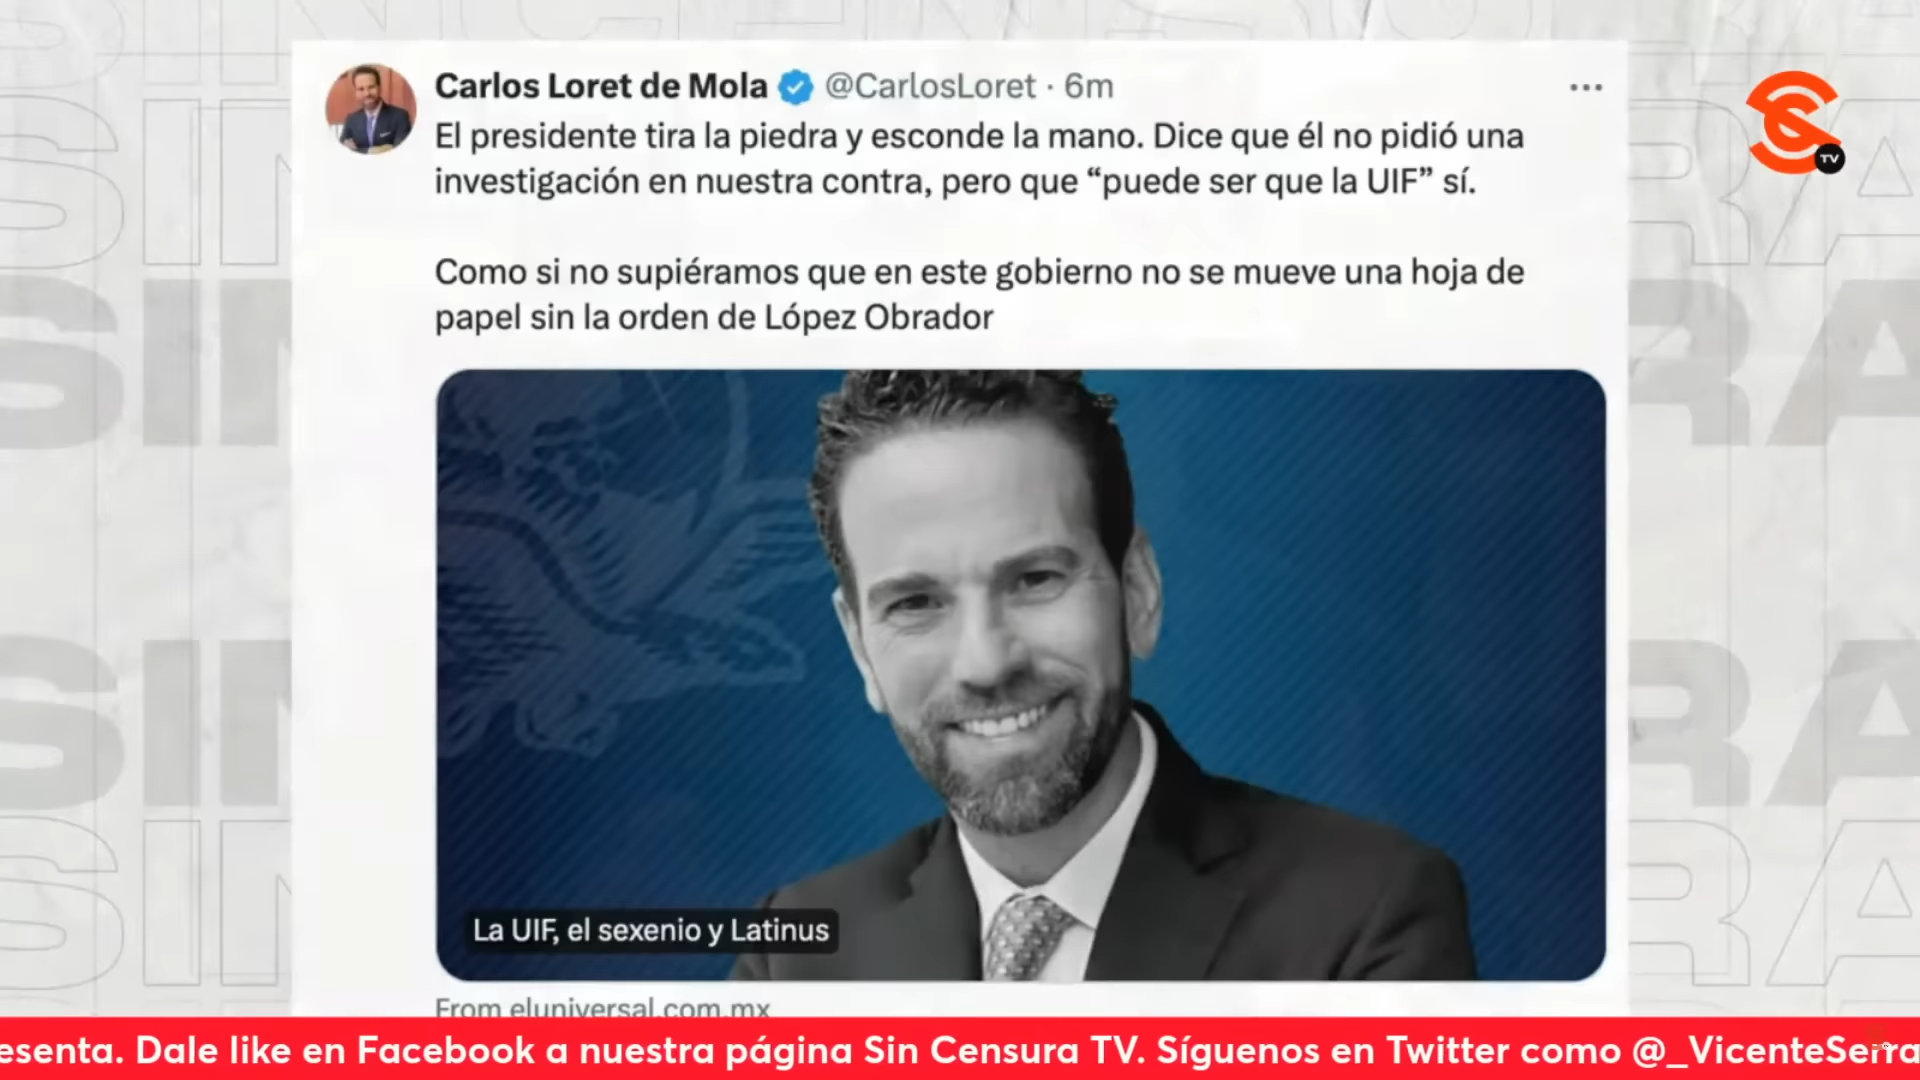 Carlos Loret de Mola @CarlosLoret · 6m
El presidente tira la piedra y esconde la mano. Dice que él no pidió una
investigación en nuestra contra, pero que “puede ser que la UIF” sí.
Como si no supiéramos que en este gobierno no se mueve una hoja de
papel sin la orden de López Obrador
La UIF, el sexenio y Latinus
From eluniversal.com.mx
TV
esenta. Dale like en Facebook a nuestra página Sin Censura TV. Síguenos en Twitter como @_VicenteSerra